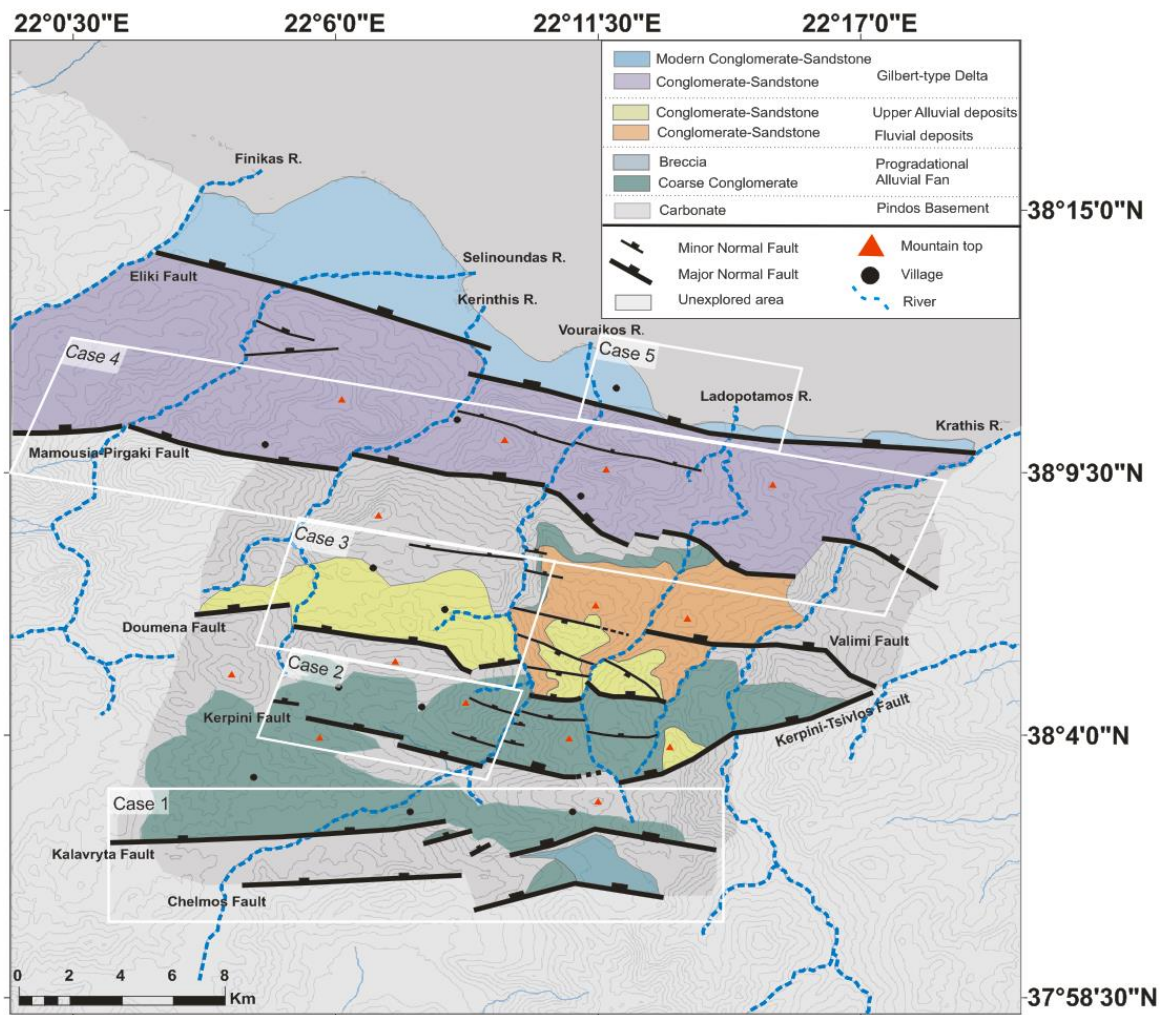 22°0'30"E 22°6'0"E 22°11'30"E 22°17'0"E
Modern Conglomerate-Sandstone
Conglomerate-Sandstone
Gilbert-type Delta
Conglomerate-Sandstone Upper Alluvial deposits
Conglomerate-Sandstone Fluvial deposits
Breccia Progradational
Coarse Conglomerate Alluvial Fan
Carbonate Pindos Basement
Minor Normal Fault Mountain top
Major Normal Fault Village
Unexplored area River
Finikas R.
38°15'0"N
Selinoundas R.
Eliki Fault
Kerinthis R.
Vouraikos R.
Case 4
Case 5
Ladopotamos R.
Krathis R.
Mamousia-Pirgaki Fault
38°9'30"N
Case 3
Doumena Fault
Valimi Fault
Case 2
Kerpini Fault
Kerpini-Tsivlos Fault
38°4'0"N
Case 1
Kalavryta Fault
Chelmos Fault
0 2 4 6 8
Km
37°58'30"N